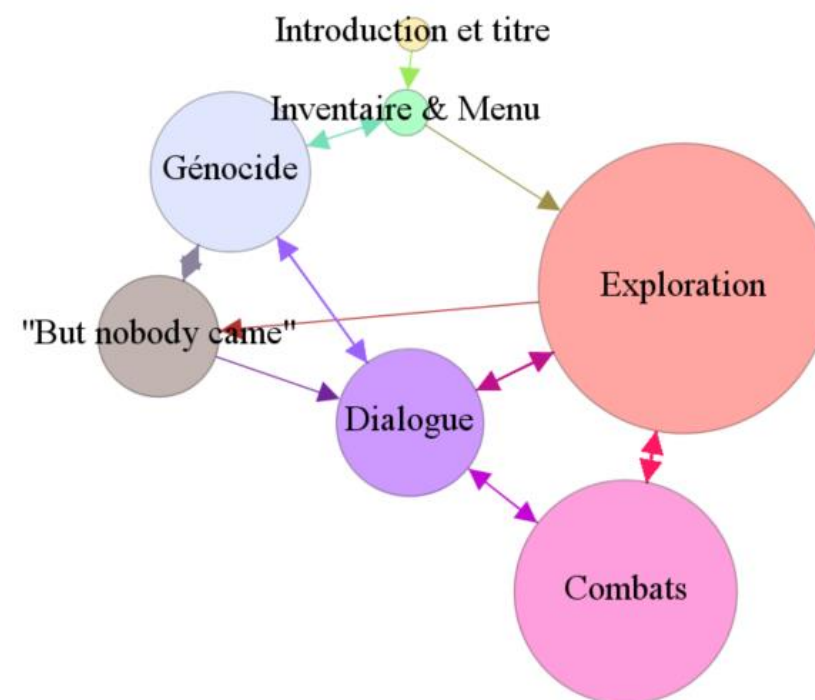 Introduction et titre
Inventaire & Menu
Génocide
Exploration
"But nobody came"
Dialogue
Combats